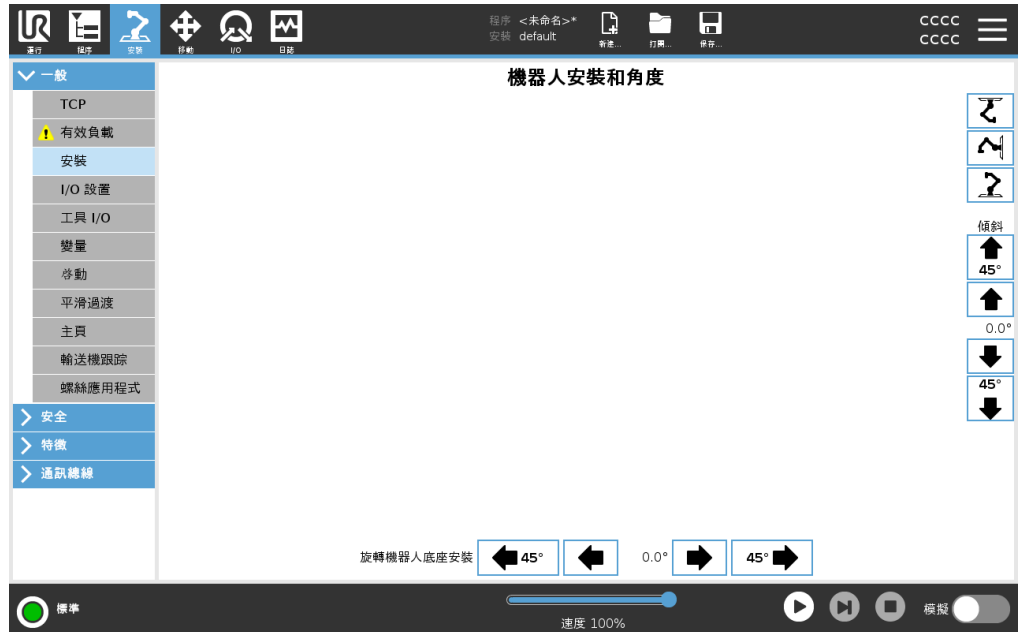 UR
運行
程序
安裝
移動
I/O
日誌
程序 <未命名>*
安裝 default
新建...
打開...
保存...
CCCC
CCCC
一般
TCP
有效負載
安裝
I/O 設置
工具 I/O
變量
啓動
平滑過渡
主頁
輸送機跟踪
螺絲應用程式
安全
特徵
通訊總線
機器人安裝和角度
傾斜
45°
0.0°
45°
旋轉機器人底座安裝
45°
0.0°
45°
標準
速度 100%
模擬